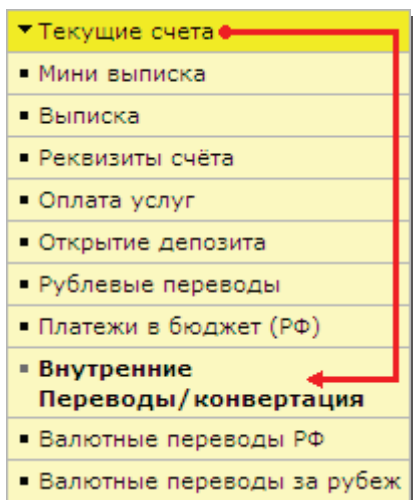 Текущие счета
Мини выписка
Выписка
Реквизиты счёта
Оплата услуг
Открытие депозита
Рублевые переводы
Платежи в бюджет (РФ)
Внутренние
Переводы/конвертация
Валютные переводы РФ
Валютные переводы за рубеж